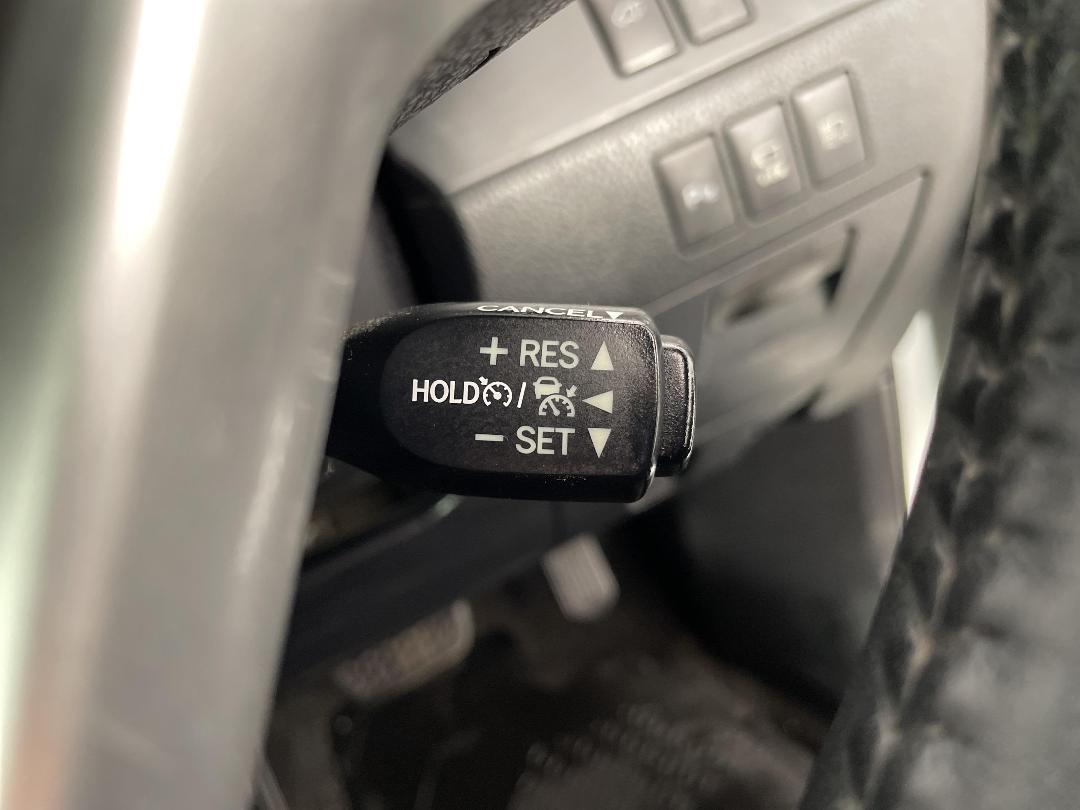 CANCEL▼
+ RES ▲
HOLD / ◀
− SET ▼